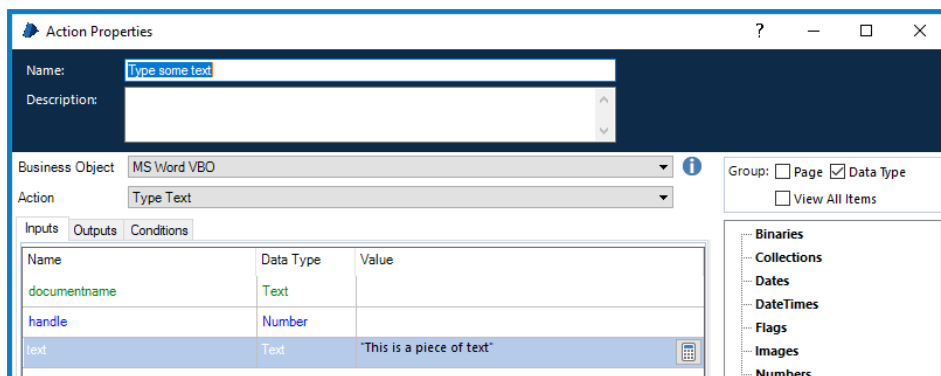 Action Properties
?
Name: Type some text
Description:
Business Object MS Word VBO
i
Action Type Text
Group: Page Data Type
View All Items
Inputs Outputs Conditions
Name Data Type Value
documentname Text
handle Number
text Text "This is a piece of text"
Binaries
Collections
Dates
DateTimes
Flags
Images
Numbers